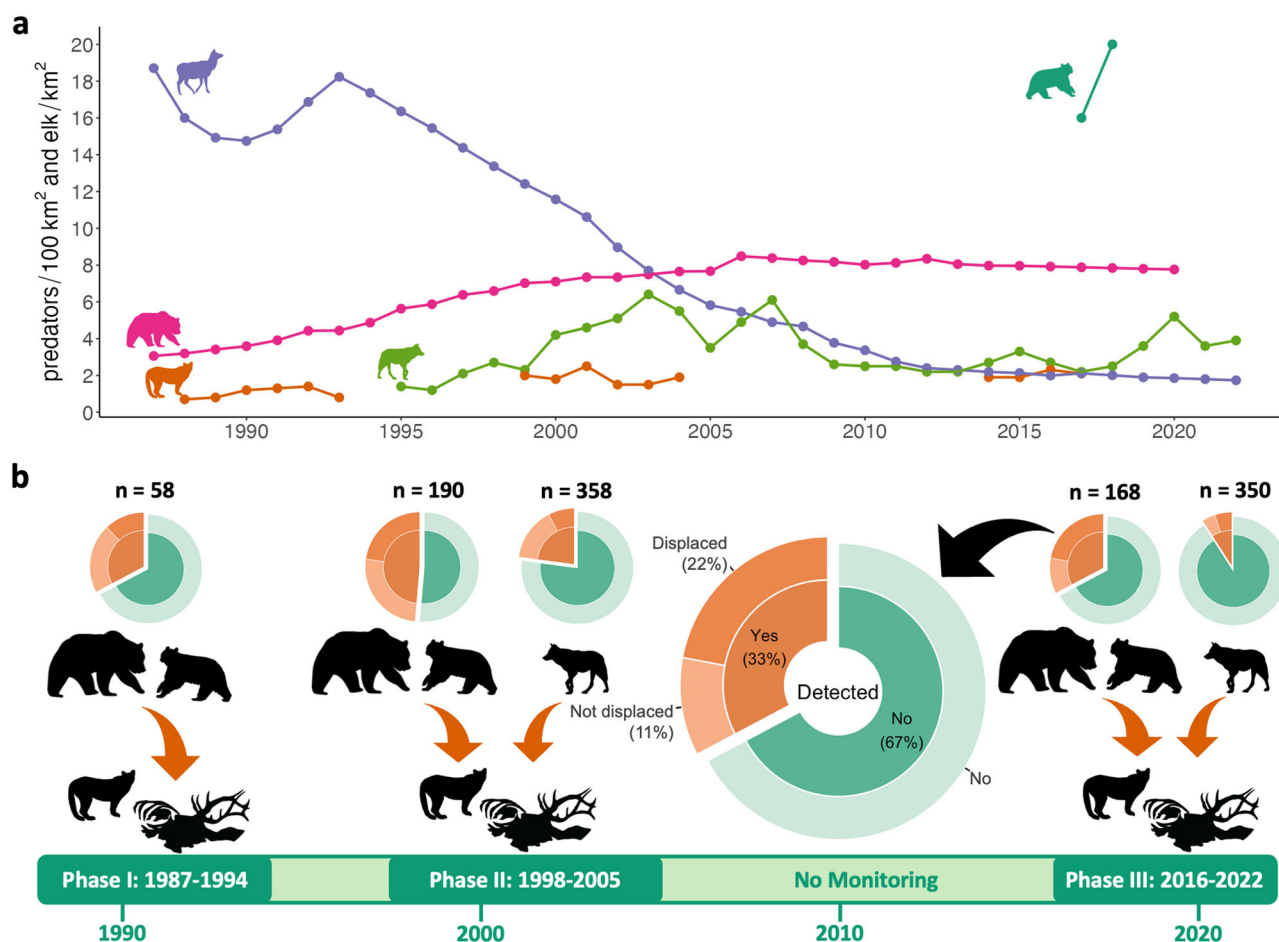 a
predators/100 km² and elk/km²
20
18
16
14
12
10
8
6
4
2
0
1990
1995
2000
2005
2010
2015
2020
b
n = 58
n = 190
n = 358
n = 168
n = 350
Displaced
(22%)
Yes
(33%)
Detected
Not displaced
(11%)
No
(67%)
No
Phase I: 1987-1994
Phase II: 1998-2005
No Monitoring
Phase III: 2016-2022
1990
2000
2010
2020